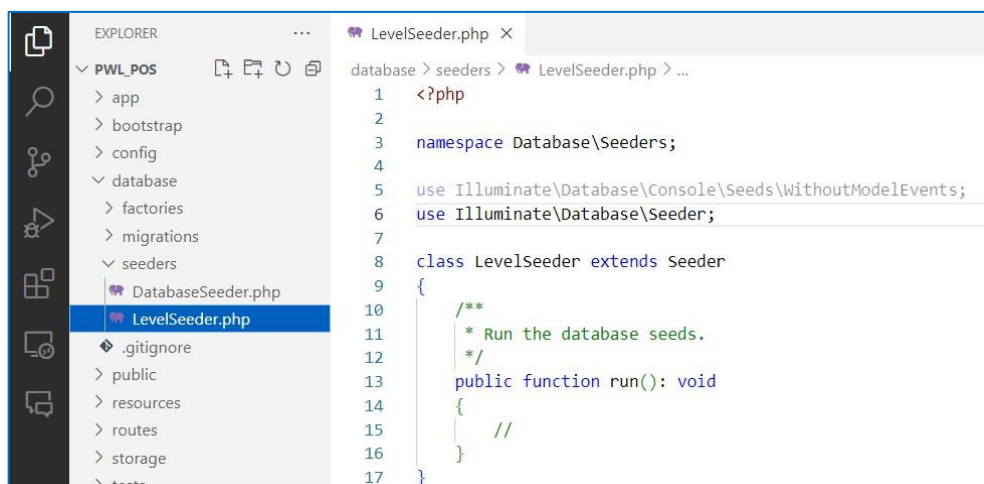 EXPLORER
...
PWL_POS
app
bootstrap
config
database
factories
migrations
seeders
DatabaseSeeder.php
LevelSeeder.php
.gitignore
public
resources
routes
storage
tests
LevelSeeder.php
database > seeders > LevelSeeder.php > ...
1 <?php
2
3 namespace Database\Seeders;
4
5 use Illuminate\Database\Console\Seeds\WithoutModelEvents;
6 use Illuminate\Database\Seeder;
7
8 class LevelSeeder extends Seeder
9 {
10 /**
11 * Run the database seeds.
12 */
13 public function run(): void
14 {
15 //
16 }
17 }